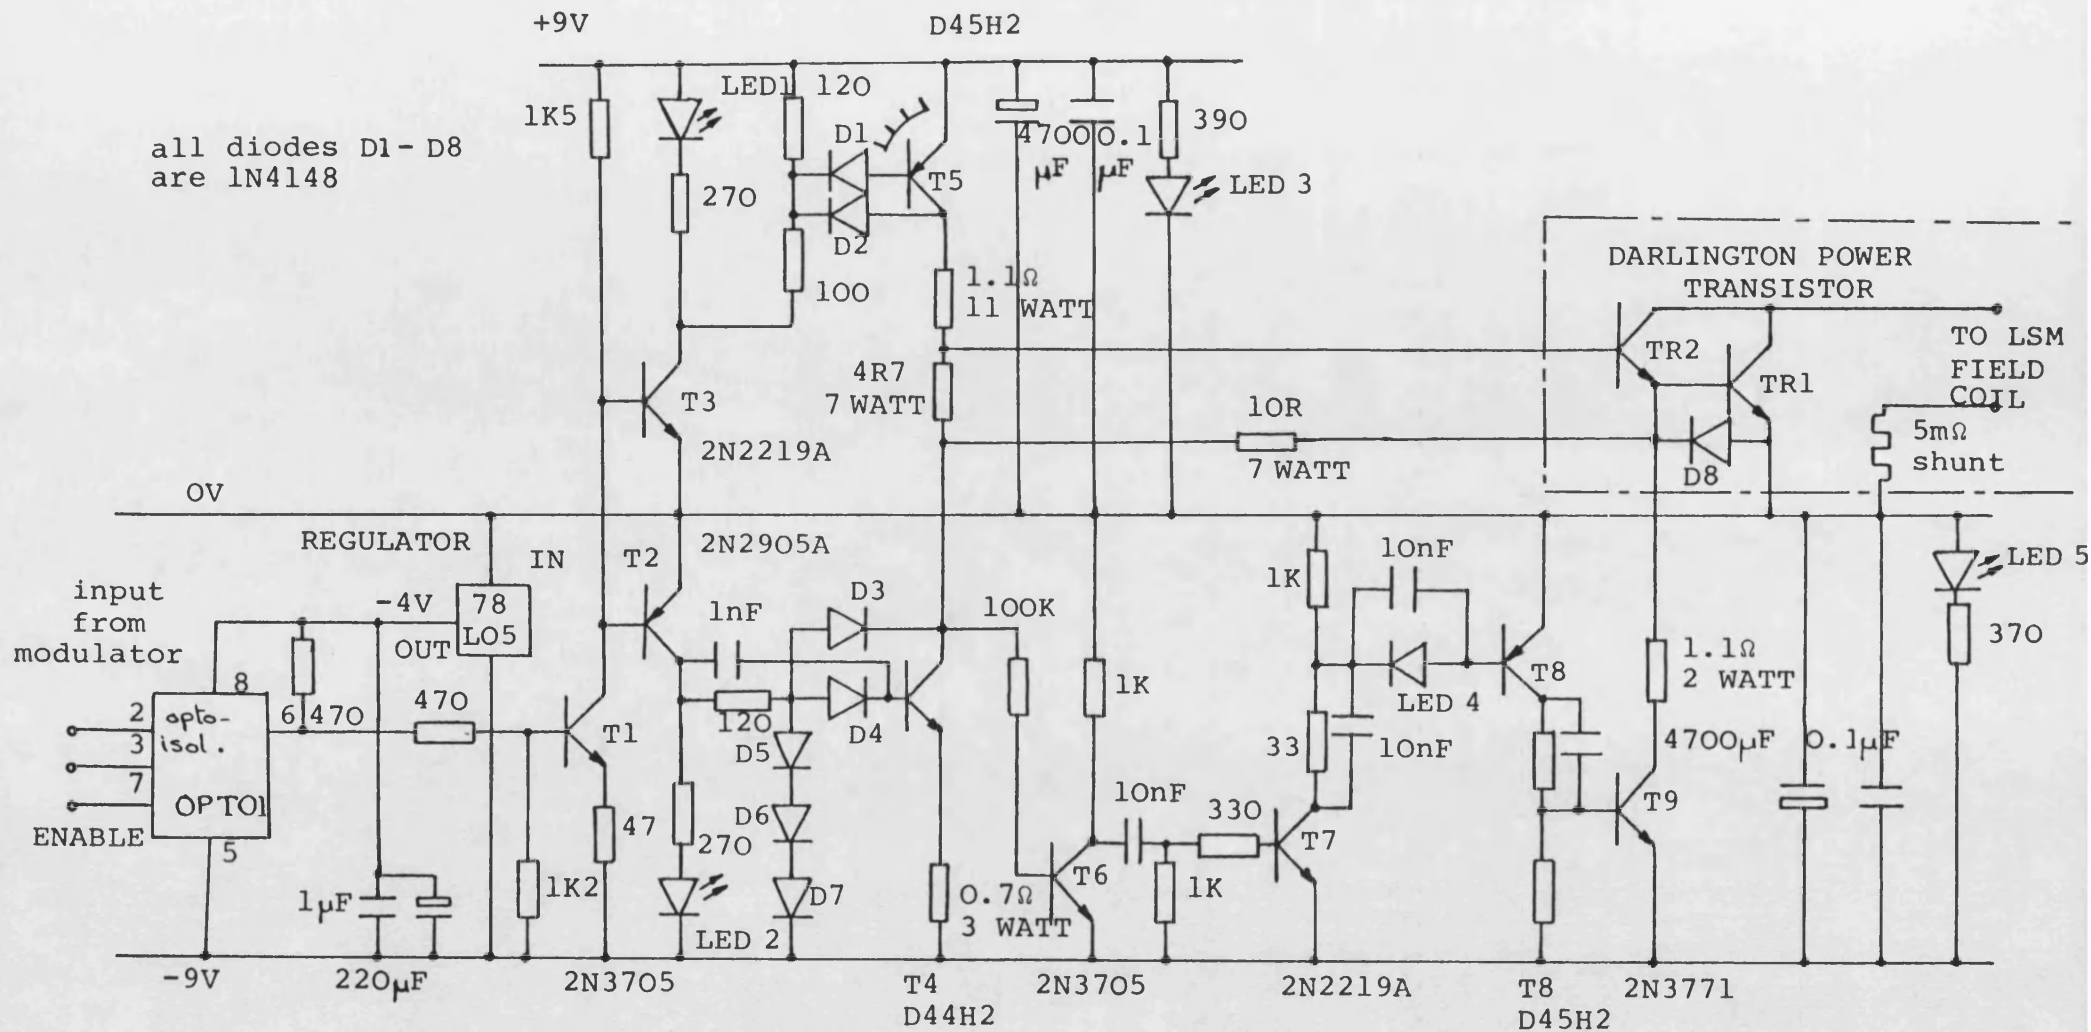 +9V
D45H2
all diodes D1-D8
are 1N4148
1K5
LED1
120
270
D1
D2
100
T5
4700
µF
0.1
µF
390
LED 3
1.1Ω
11 WATT
DARLINGTON POWER
TRANSISTOR
TR2
TR1
TO LSM
FIELD
COIL
4R7
7 WATT
10R
7 WATT
D8
5mΩ
shunt
T3
2N2219A
0V
REGULATOR
IN
T2
2N2905A
input
from
modulator
-4V
OUT
78
L05
1nF
D3
100K
1K
10nF
LED 5
8
2
3
7
opto-
isol.
OPTO1
6
470
470
ENABLE
5
T1
120
D4
D5
D6
D7
1K
LED 4
T8
1.1Ω
2 WATT
370
33
10nF
4700µF
0.1µF
47
270
10nF
330
T7
T9
1µF
1K2
LED 2
0.7Ω
3 WATT
T6
1K
-9V
220µF
2N3705
T4
D44H2
2N3705
2N2219A
T8
D45H2
2N3771